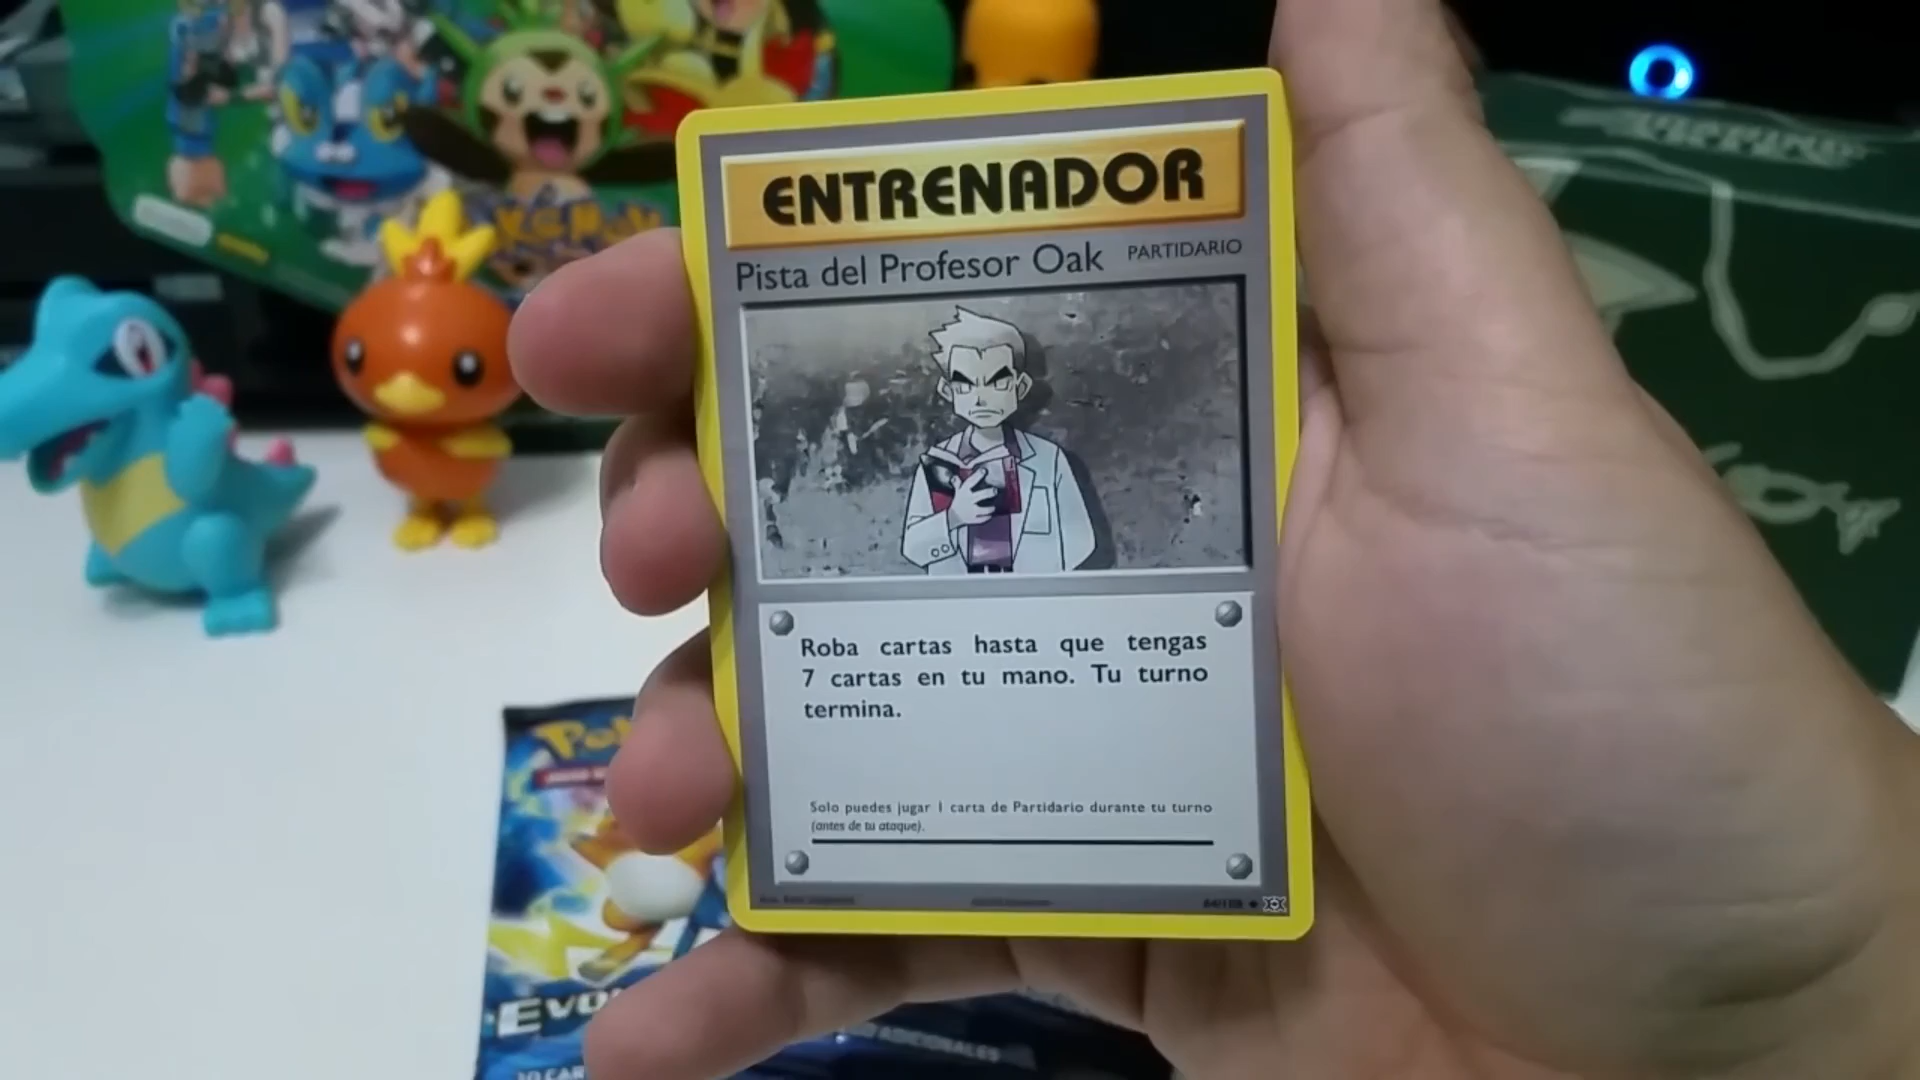 ENTRENADOR
Pista del Profesor Oak PARTIDARIO
Roba cartas hasta que tengas
7 cartas en tu mano. Tu turno
termina.
Solo puedes jugar 1 carta de Partidario durante tu turno
(antes de tu ataque).